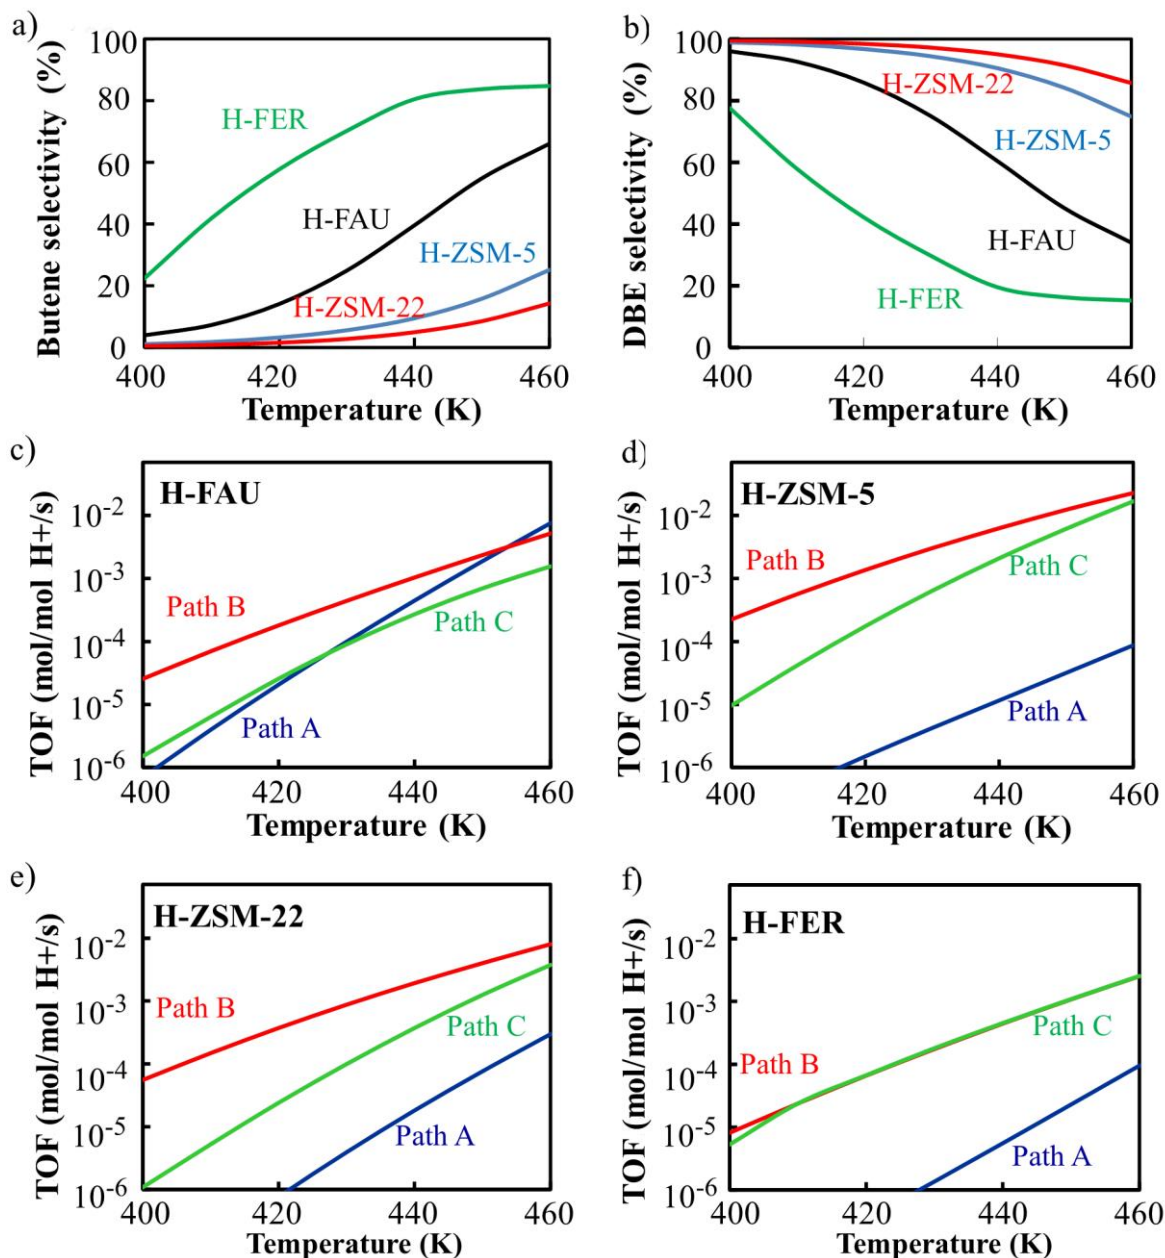 a)
Butene selectivity (%)
100
80
60
40
20
0
H-FER
H-FAU
H-ZSM-5
H-ZSM-22
400 420 440 460
Temperature (K)
b)
DBE selectivity (%)
100
80
60
40
20
0
H-ZSM-22
H-ZSM-5
H-FAU
H-FER
400 420 440 460
Temperature (K)
c)
H-FAU
TOF (mol/mol H+/s)
10-2
10-3
10-4
10-5
10-6
Path B
Path C
Path A
400 420 440 460
Temperature (K)
d)
H-ZSM-5
TOF (mol/mol H+/s)
10-2
10-3
10-4
10-5
10-6
Path B
Path C
Path A
400 420 440 460
Temperature (K)
e)
H-ZSM-22
TOF (mol/mol H+/s)
10-2
10-3
10-4
10-5
10-6
Path B
Path C
Path A
400 420 440 460
Temperature (K)
f)
H-FER
TOF (mol/mol H+/s)
10-2
10-3
10-4
10-5
10-6
Path B
Path C
Path A
400 420 440 460
Temperature (K)